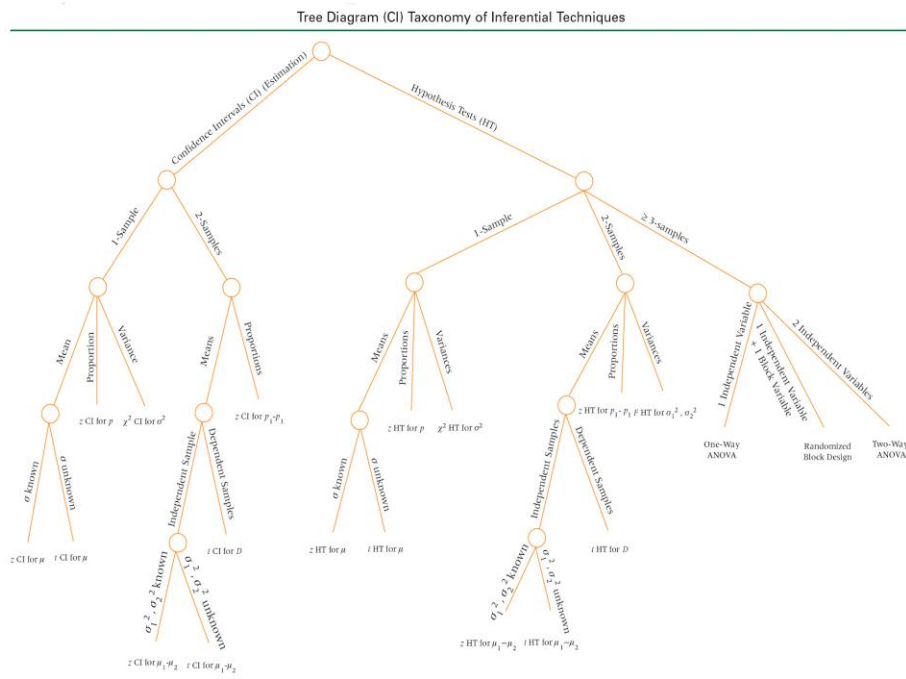 Tree Diagram (CI) Taxonomy of Inferential Techniques
Confidence Intervals (CI) (Estimation)
Hypothesis Tests (HT)
1-Sample
2-Samples
1-Sample
2-Samples
≥ 3-samples
Mean
Proportion
Variance
Means
Proportions
Means
Proportions
Variances
Means
Proportions
Variances
1 Independent Variable
1 Independent Variable
× 1 Block Variable
2 Independent Variables
z CI for p
χ² CI for σ²
z CI for p₁-p₁
z HT for p
χ² HT for σ²
z HT for p₁- p₁
F HT for σ₁² , σ₂²
One-Way
ANOVA
Randomized
Block Design
Two-Way
ANOVA
σ known
σ unknown
Independent Sample
Dependent Samples
σ known
σ unknown
Independent Samples
Dependent Samples
z CI for μ
t CI for μ
t CI for D
z HT for μ
t HT for μ
t HT for D
σ₁² , σ₂² known
σ₁² , σ₂² unknown
σ₁² , σ₂² known
σ₁² , σ₂² unknown
z CI for μ₁-μ₂
t CI for μ₁-μ₂
z HT for μ₁–μ₂
t HT for μ₁–μ₂